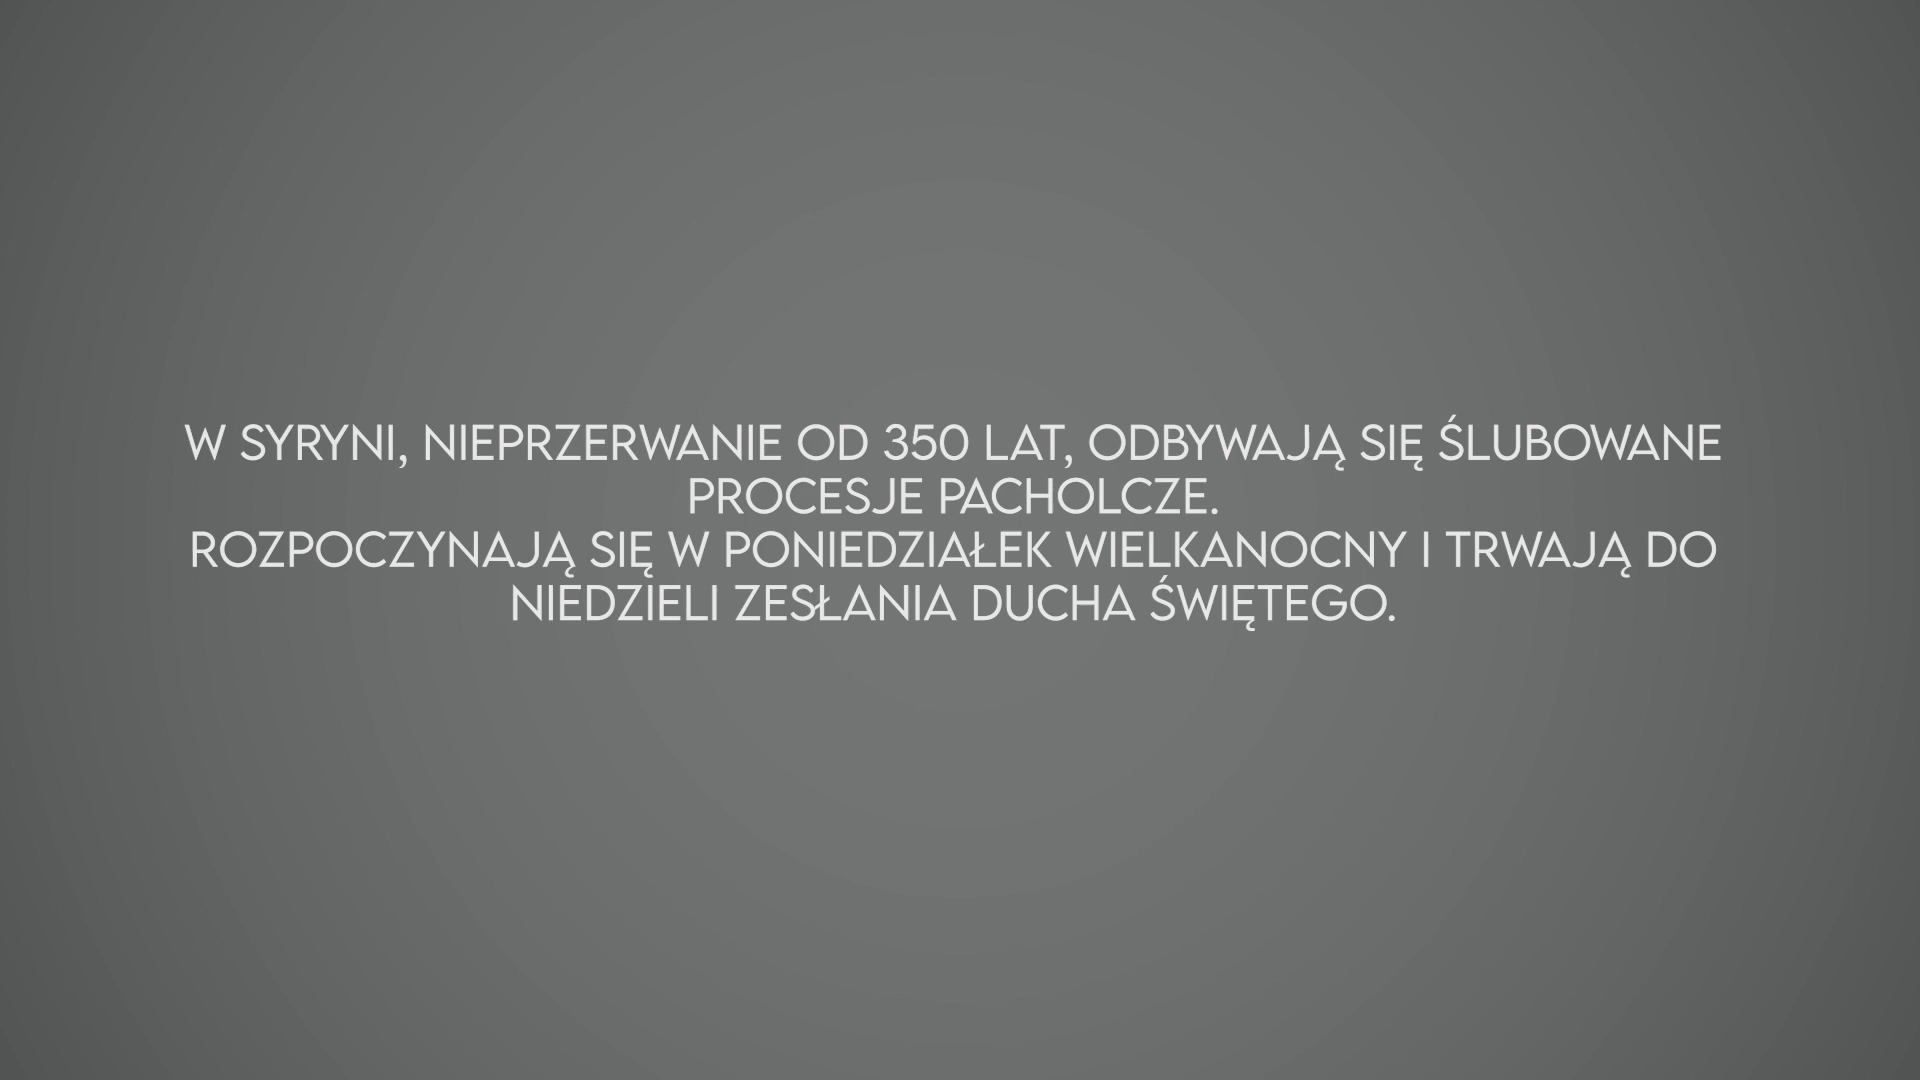 W SYRYNI, NIEPRZERWANIE OD 350 LAT, ODBYWAJĄ SIĘ ŚLUBOWANE
PROCESJE PACHOLCZE.
ROZPOCZYNAJĄ SIĘ W PONIEDZIAŁEK WIELKANOCNY I TRWAJĄ DO
NIEDZIELI ZESŁANIA DUCHA ŚWIĘTEGO.